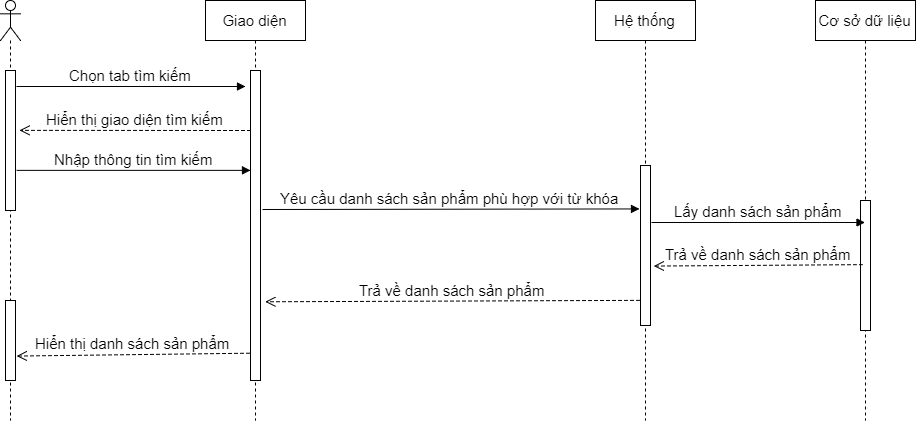 Giao diện
Hệ thống
Cơ sở dữ liệu
Chọn tab tìm kiếm
Hiển thị giao diện tìm kiếm
Nhập thông tin tìm kiếm
Yêu cầu danh sách sản phẩm phù hợp với từ khóa
Lấy danh sách sản phẩm
Trả về danh sách sản phẩm
Trả về danh sách sản phẩm
Hiển thị danh sách sản phẩm